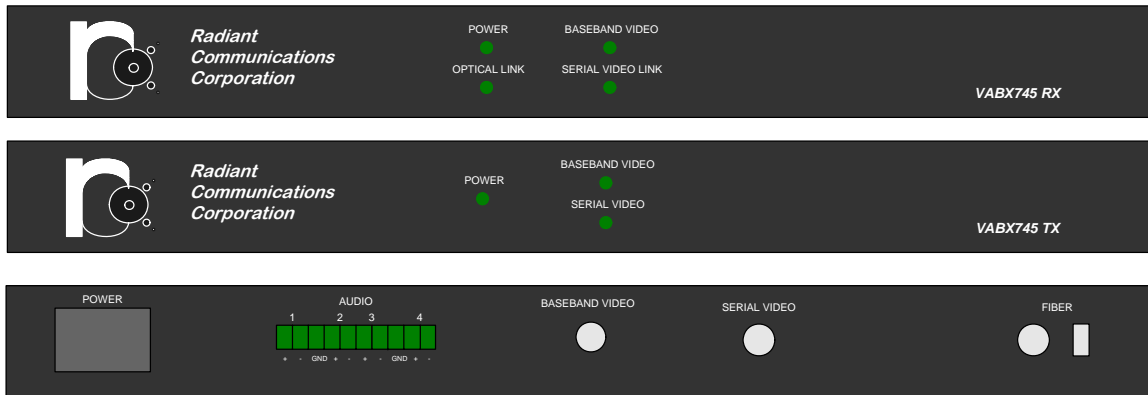 Radiant
Communications
Corporation
POWER BASEBAND VIDEO
OPTICAL LINK SERIAL VIDEO LINK
VABX745 RX
Radiant
Communications
Corporation
POWER
BASEBAND VIDEO
SERIAL VIDEO
VABX745 TX
POWER
AUDIO
1 2 3 4
+ - GND + - + - GND + -
BASEBAND VIDEO
SERIAL VIDEO
FIBER